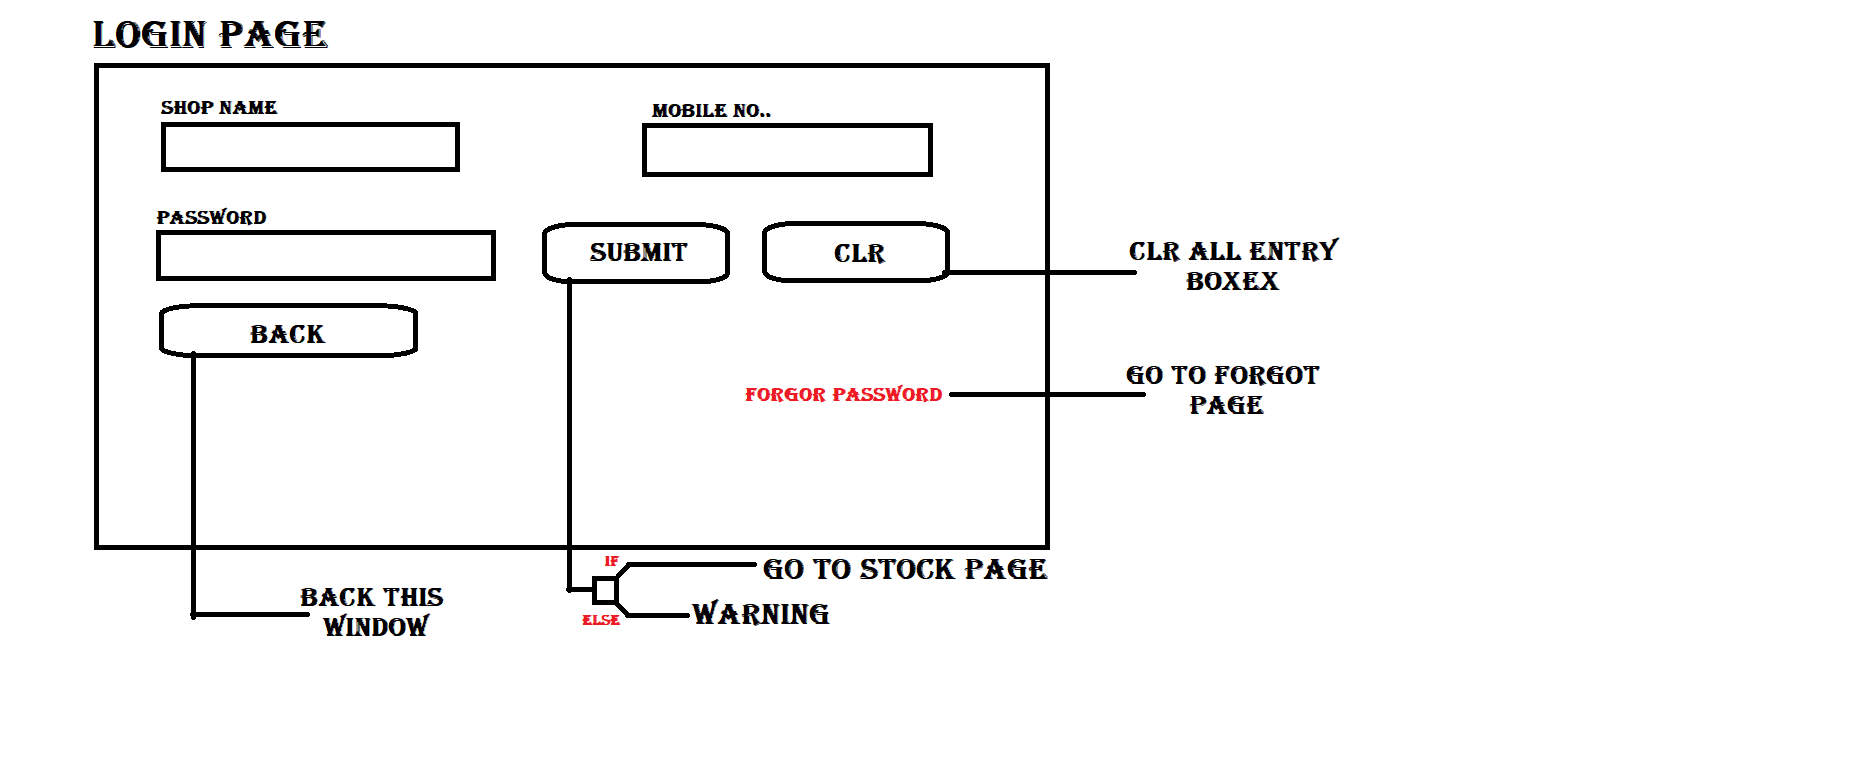 LOGIN PAGE
SHOP NAME
MOBILE NO..
PASSWORD
SUBMIT
CLR
CLR ALL ENTRY
BOXEX
BACK
GO TO FORGOT
PAGE
FORGOR PASSWORD
IF
GO TO STOCK PAGE
BACK THIS
WINDOW
ELSE
WARNING